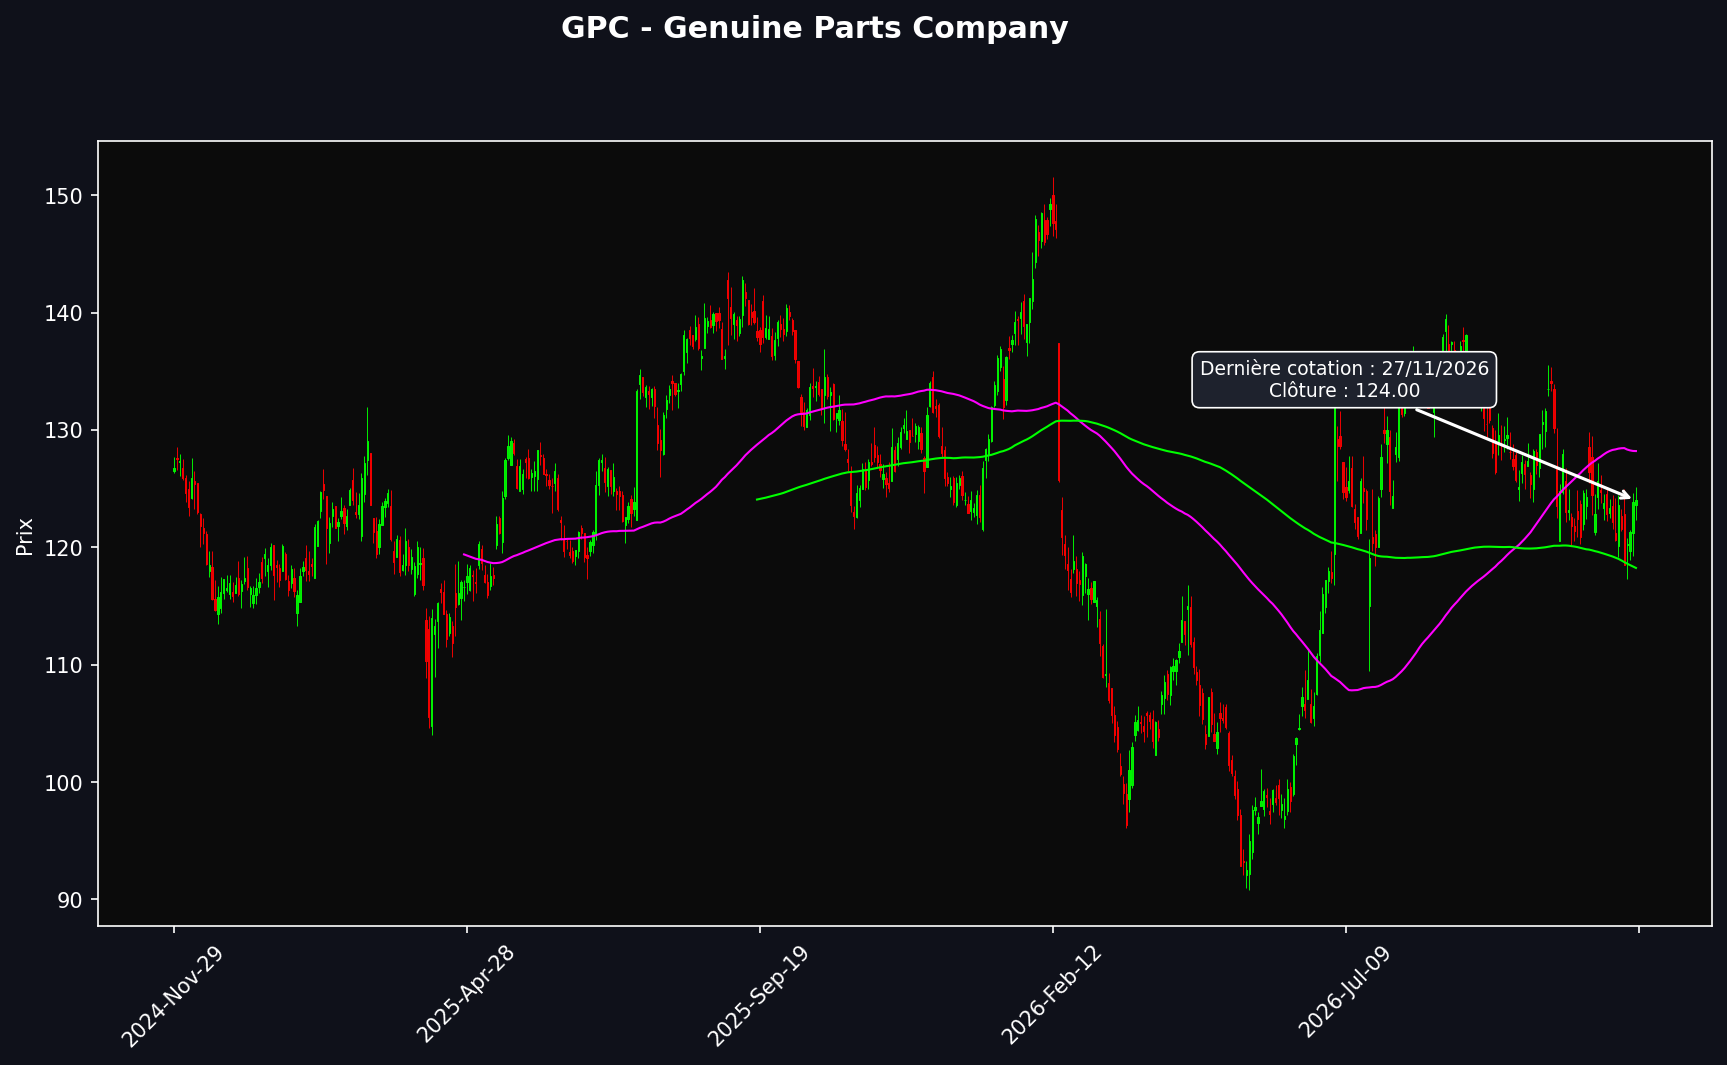 GPC - Genuine Parts Company
Prix
150
140
130
120
110
100
90
Dernière cotation : 27/11/2026
Clôture : 124.00
2024-Nov-29
2025-Apr-28
2025-Sep-19
2026-Feb-12
2026-Jul-09